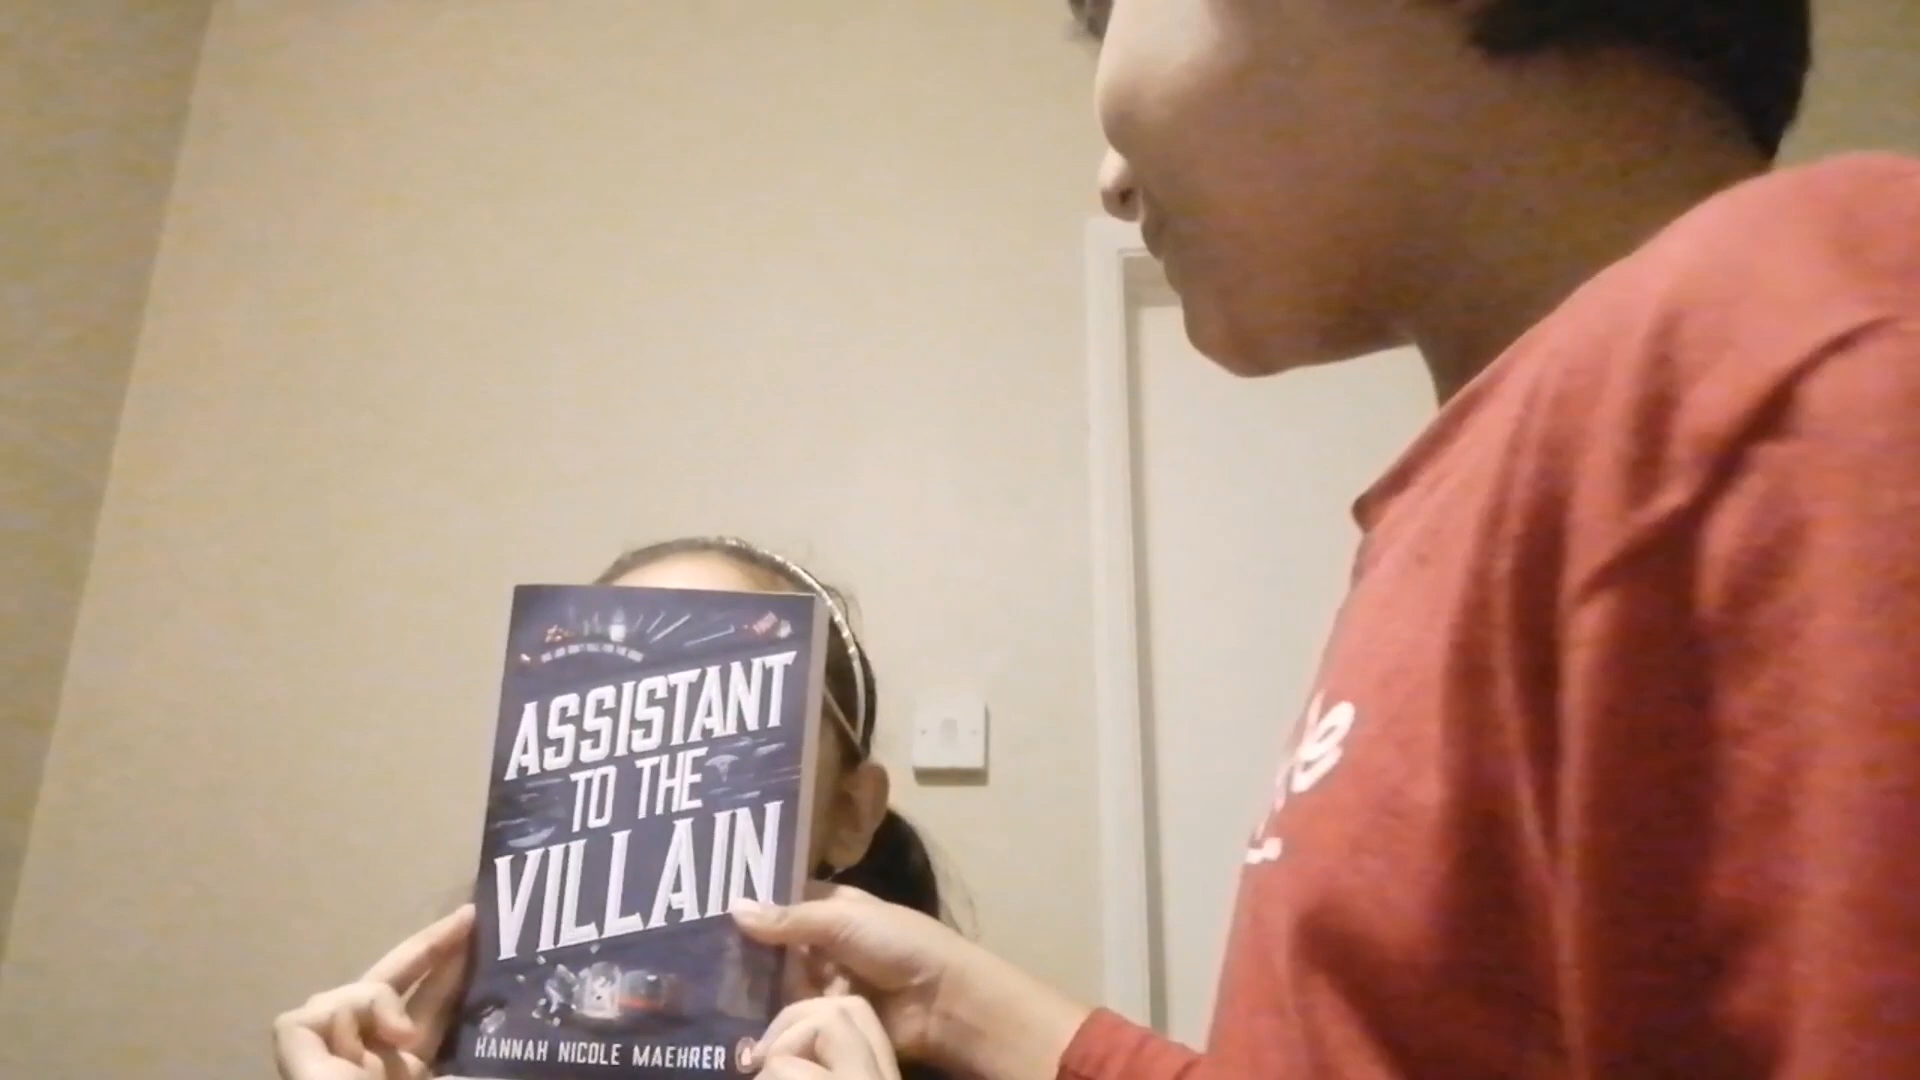 ASSISTANT
TO THE
VILLAIN
HANNAH NICOLE MAEHRER